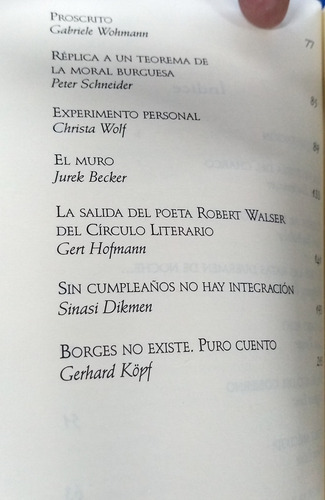 PROSCRITO
Gabriele Wohmann
77
RÉPLICA A UN TEOREMA DE
LA MORAL BURGUESA
Peter Schneider
85
EXPERIMENTO PERSONAL
Christa Wolf
EL MURO
Jurek Becker
LA SALIDA DEL POETA ROBERT WALSER
DEL CÍRCULO LITERARIO
Gert Hofmann
SIN CUMPLEAÑOS NO HAY INTEGRACIÓN
Sinasi Dikmen
BORGES NO EXISTE. PURO CUENTO
Gerhard Köpf